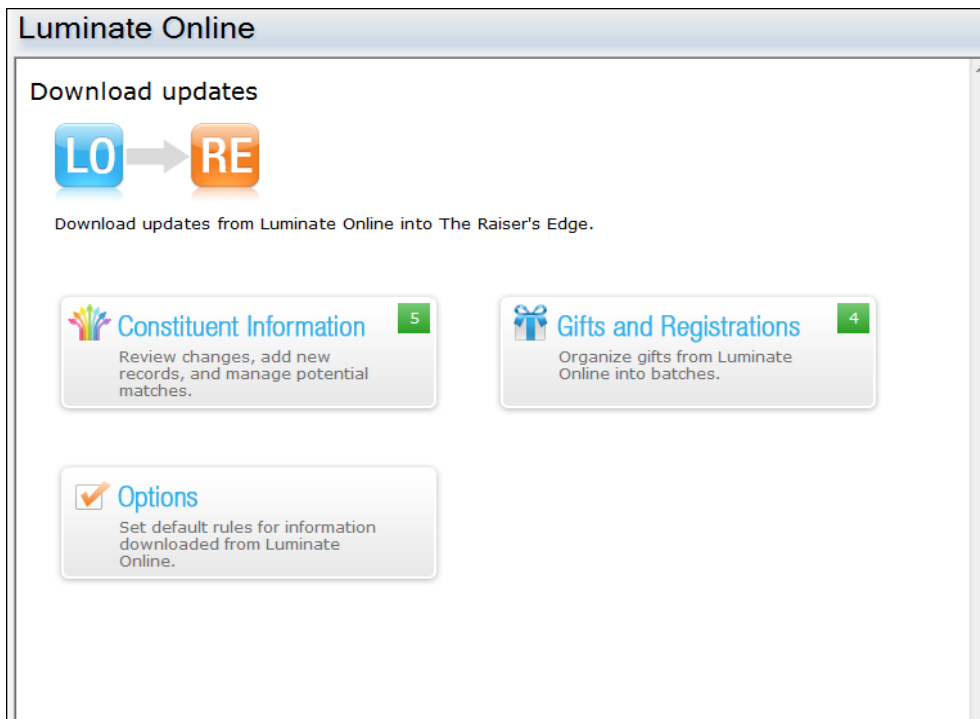 Luminate Online
Download updates
LO RE
Download updates from Luminate Online into The Raiser's Edge.
Constituent Information 5
Review changes, add new
records, and manage potential
matches.
Gifts and Registrations 4
Organize gifts from Luminate
Online into batches.
Options
Set default rules for information
downloaded from Luminate
Online.